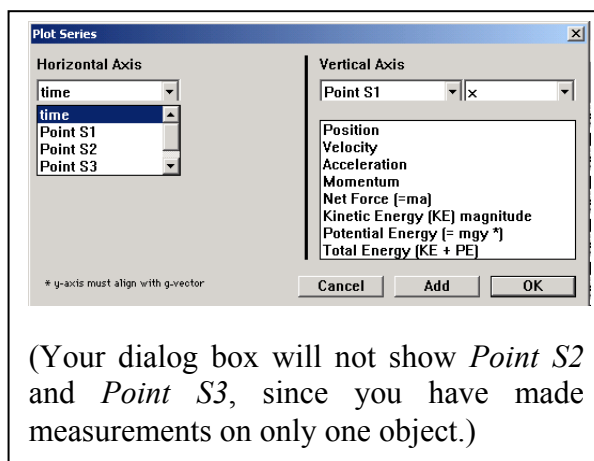 Plot Series
Horizontal Axis
time
time
Point S1
Point S2
Point S3
* y-axis must align with g-vector
Vertical Axis
Point S1 x
Position
Velocity
Acceleration
Momentum
Net Force (=ma)
Kinetic Energy (KE) magnitude
Potential Energy (= mgy *)
Total Energy (KE + PE)
Cancel Add OK
(Your dialog box will not show Point S2
and Point S3, since you have made
measurements on only one object.)